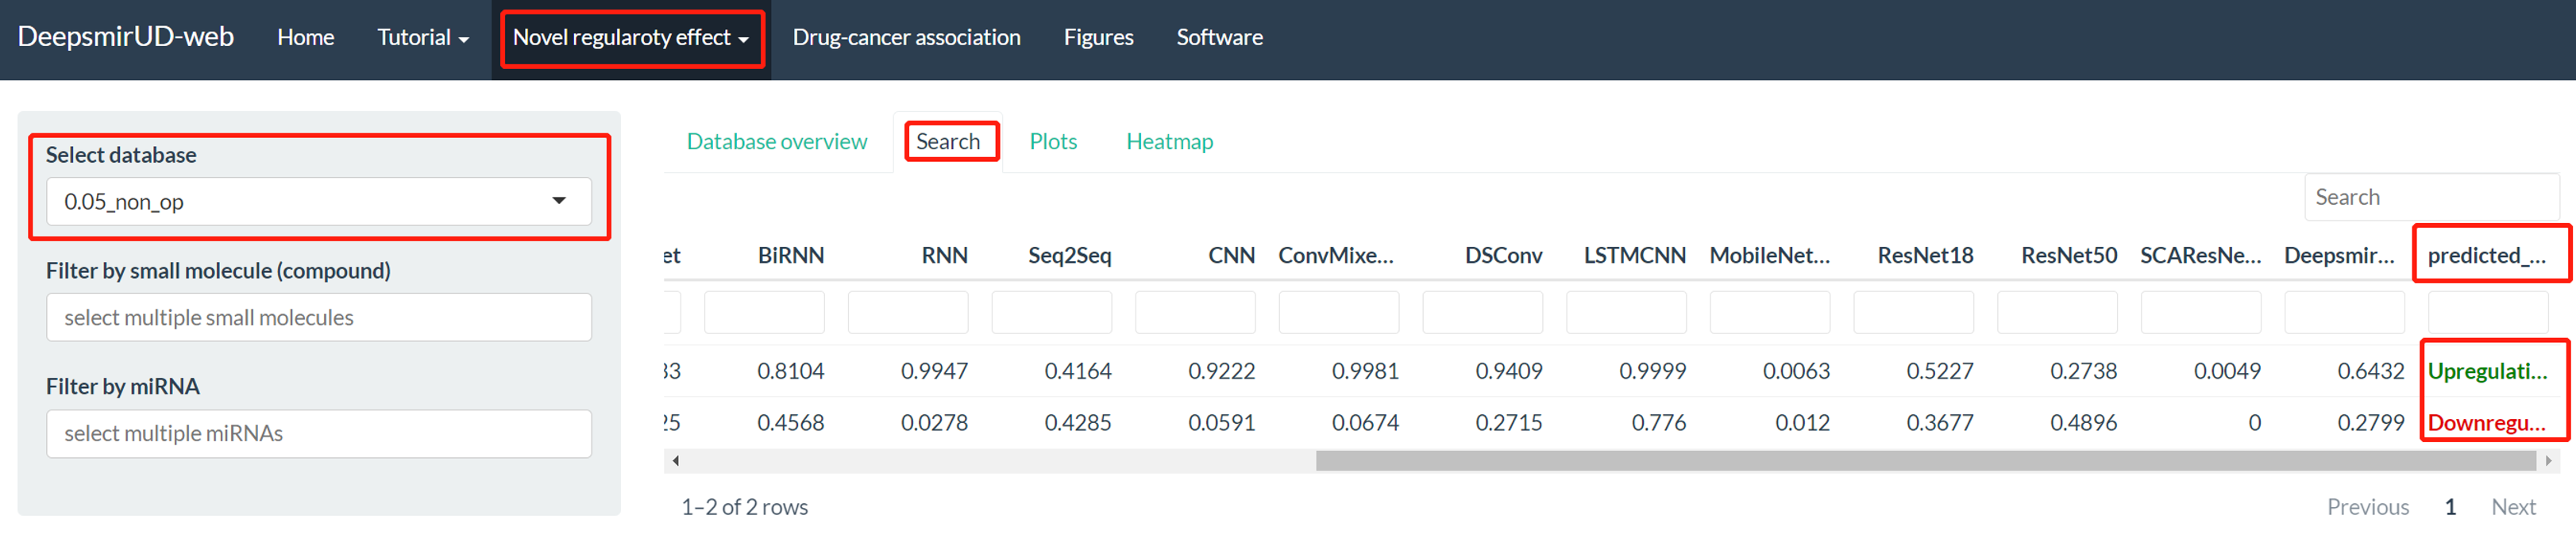 DeepsmirUD-web Home Tutorial Novel regularoty effect Drug-cancer association Figures Software
Select database
0.05_non_op
Filter by small molecule (compound)
select multiple small molecules
Filter by miRNA
select multiple miRNAs
Database overview Search Plots Heatmap
Search
et BiRNN RNN Seq2Seq CNN ConvMixe... DSConv LSTMCNN MobileNet... ResNet18 ResNet50 SCAResNe... Deepsmir... predicted_...
33 0.8104 0.9947 0.4164 0.9222 0.9981 0.9409 0.9999 0.0063 0.5227 0.2738 0.0049 0.6432 Upregulati...
25 0.4568 0.0278 0.4285 0.0591 0.0674 0.2715 0.776 0.012 0.3677 0.4896 0 0.2799 Downregu...
1–2 of 2 rows Previous 1 Next